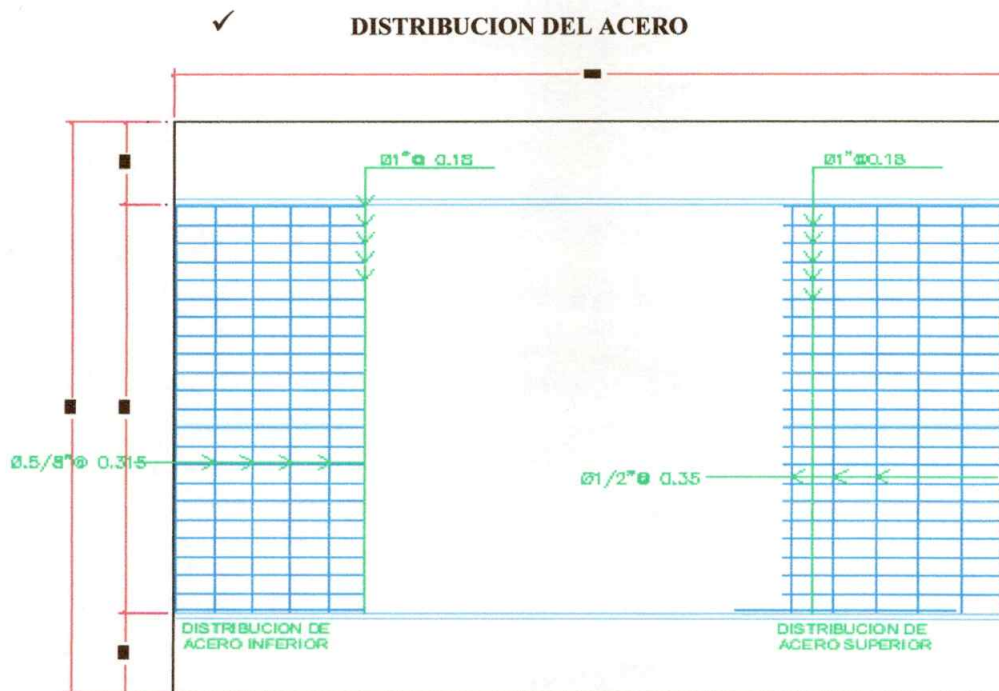 ✓ DISTRIBUCION DEL ACERO
Ø1"@ 0.18
Ø1"@0.18
Ø.5/8"@ 0.315
Ø1/2"@ 0.35
DISTRIBUCION DE
ACERO INFERIOR
DISTRIBUCION DE
ACERO SUPERIOR